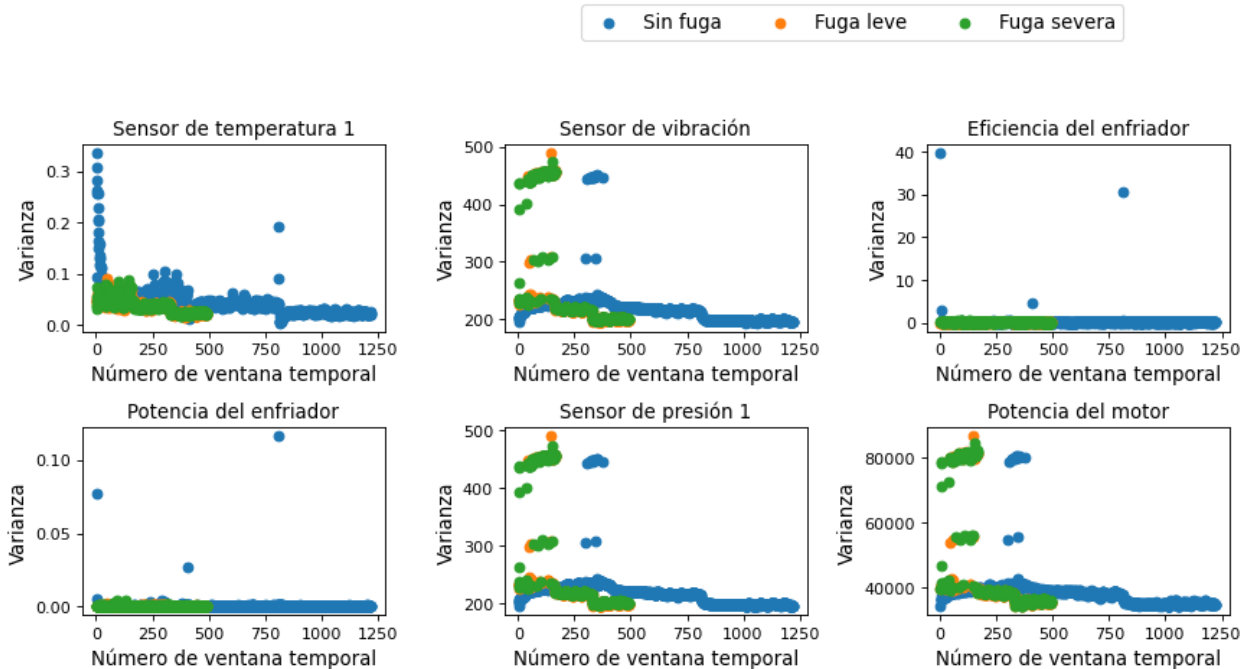 Sin fuga Fuga leve Fuga severa
Sensor de temperatura 1
Sensor de vibración
Eficiencia del enfriador
Varianza
0.3
0.2
0.1
0.0
0 250 500 750 1000 1250
Número de ventana temporal
Varianza
500
400
300
200
0 250 500 750 1000 1250
Número de ventana temporal
Varianza
40
30
20
10
0
0 250 500 750 1000 1250
Número de ventana temporal
Potencia del enfriador
Sensor de presión 1
Potencia del motor
Varianza
0.10
0.05
0.00
0 250 500 750 1000 1250
Número de ventana temporal
Varianza
500
400
300
200
0 250 500 750 1000 1250
Número de ventana temporal
Varianza
80000
60000
40000
0 250 500 750 1000 1250
Número de ventana temporal